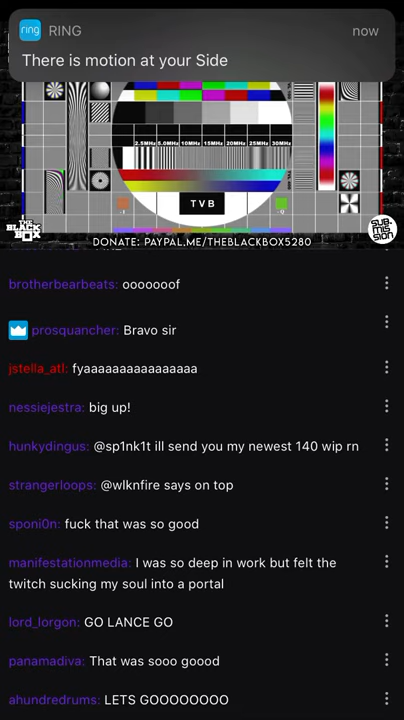 ring RING now
There is motion at your Side
2.5MHz 5.0MHz 10MHz 15MHz 20MHz 25MHz 30MHz
TVB
THE BLACK BOX
SUB.MISSION
DONATE: PAYPAL.ME/THEBLACKBOX5280
brotherbearbeats: ooooooof
prosquancher: Bravo sir
jstella_atl: fyaaaaaaaaaaaaaaaa
nessiejestra: big up!
hunkydingus: @sp1nk1t ill send you my newest 140 wip rn
strangerloops: @wlknfire says on top
sponi0n: fuck that was so good
manifestationmedia: I was so deep in work but felt the
twitch sucking my soul into a portal
lord_lorgon: GO LANCE GO
panamadiva: That was sooo goood
ahundredrums: LETS GOOOOOOOO